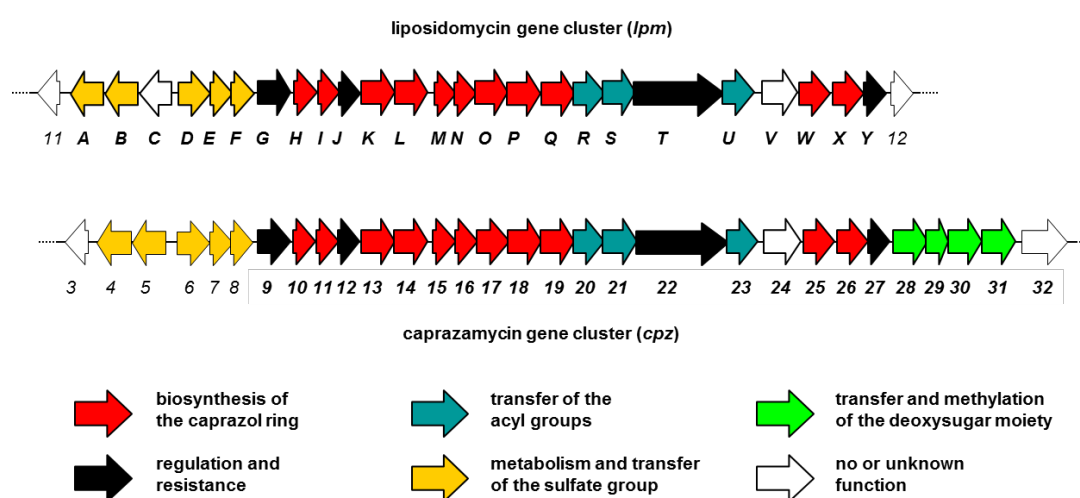 liposidomycin gene cluster (lpm)
11 A B C D E F G H I J K L M N O P Q R S T U V W X Y 12
3 4 5 6 7 8 9 10 11 12 13 14 15 16 17 18 19 20 21 22 23 24 25 26 27 28 29 30 31 32
caprazamycin gene cluster (cpz)
biosynthesis of
the caprazol ring
transfer of the
acyl groups
transfer and methylation
of the deoxysugar moiety
regulation and
resistance
metabolism and transfer
of the sulfate group
no or unknown
function